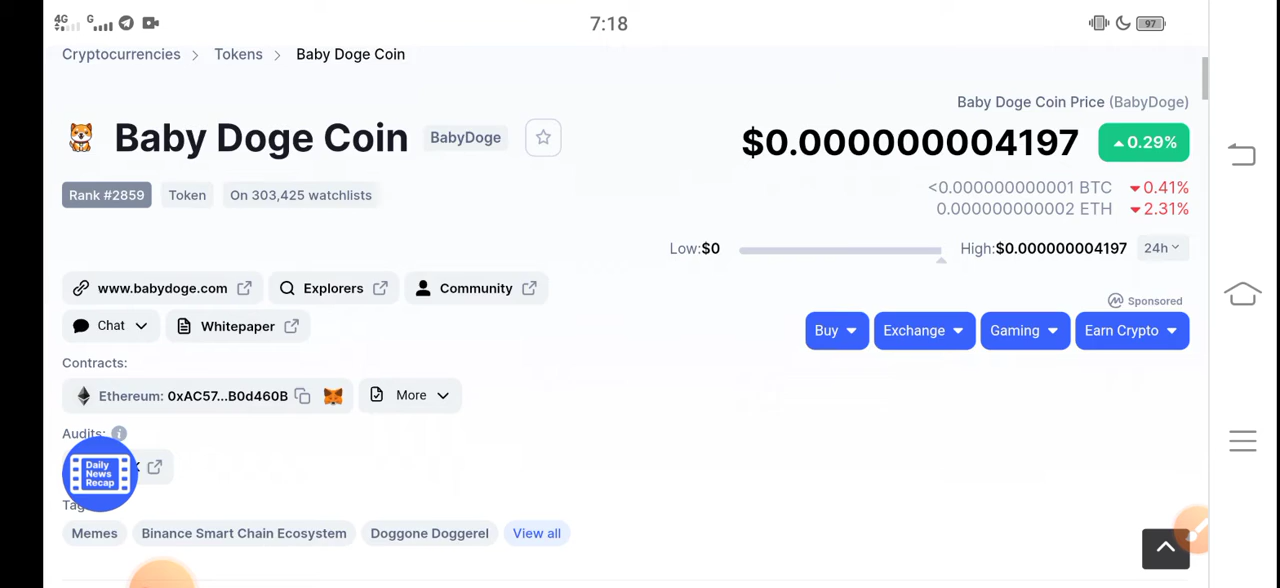 4G G 7:18 97
Cryptocurrencies > Tokens > Baby Doge Coin
Baby Doge Coin Price (BabyDoge)
Baby Doge Coin BabyDoge $0.000000004197 0.29%
Rank #2859 Token On 303,425 watchlists <0.000000000001 BTC 0.41%
0.000000000002 ETH 2.31%
Low:$0 High:$0.000000004197 24h
www.babydoge.com Explorers Community
Sponsored
Chat Whitepaper Buy Exchange Gaming Earn Crypto
Contracts:
Ethereum: 0xAC57...B0d460B More
Audits:
Daily
News
Recap
Memes Binance Smart Chain Ecosystem Doggone Doggerel View all